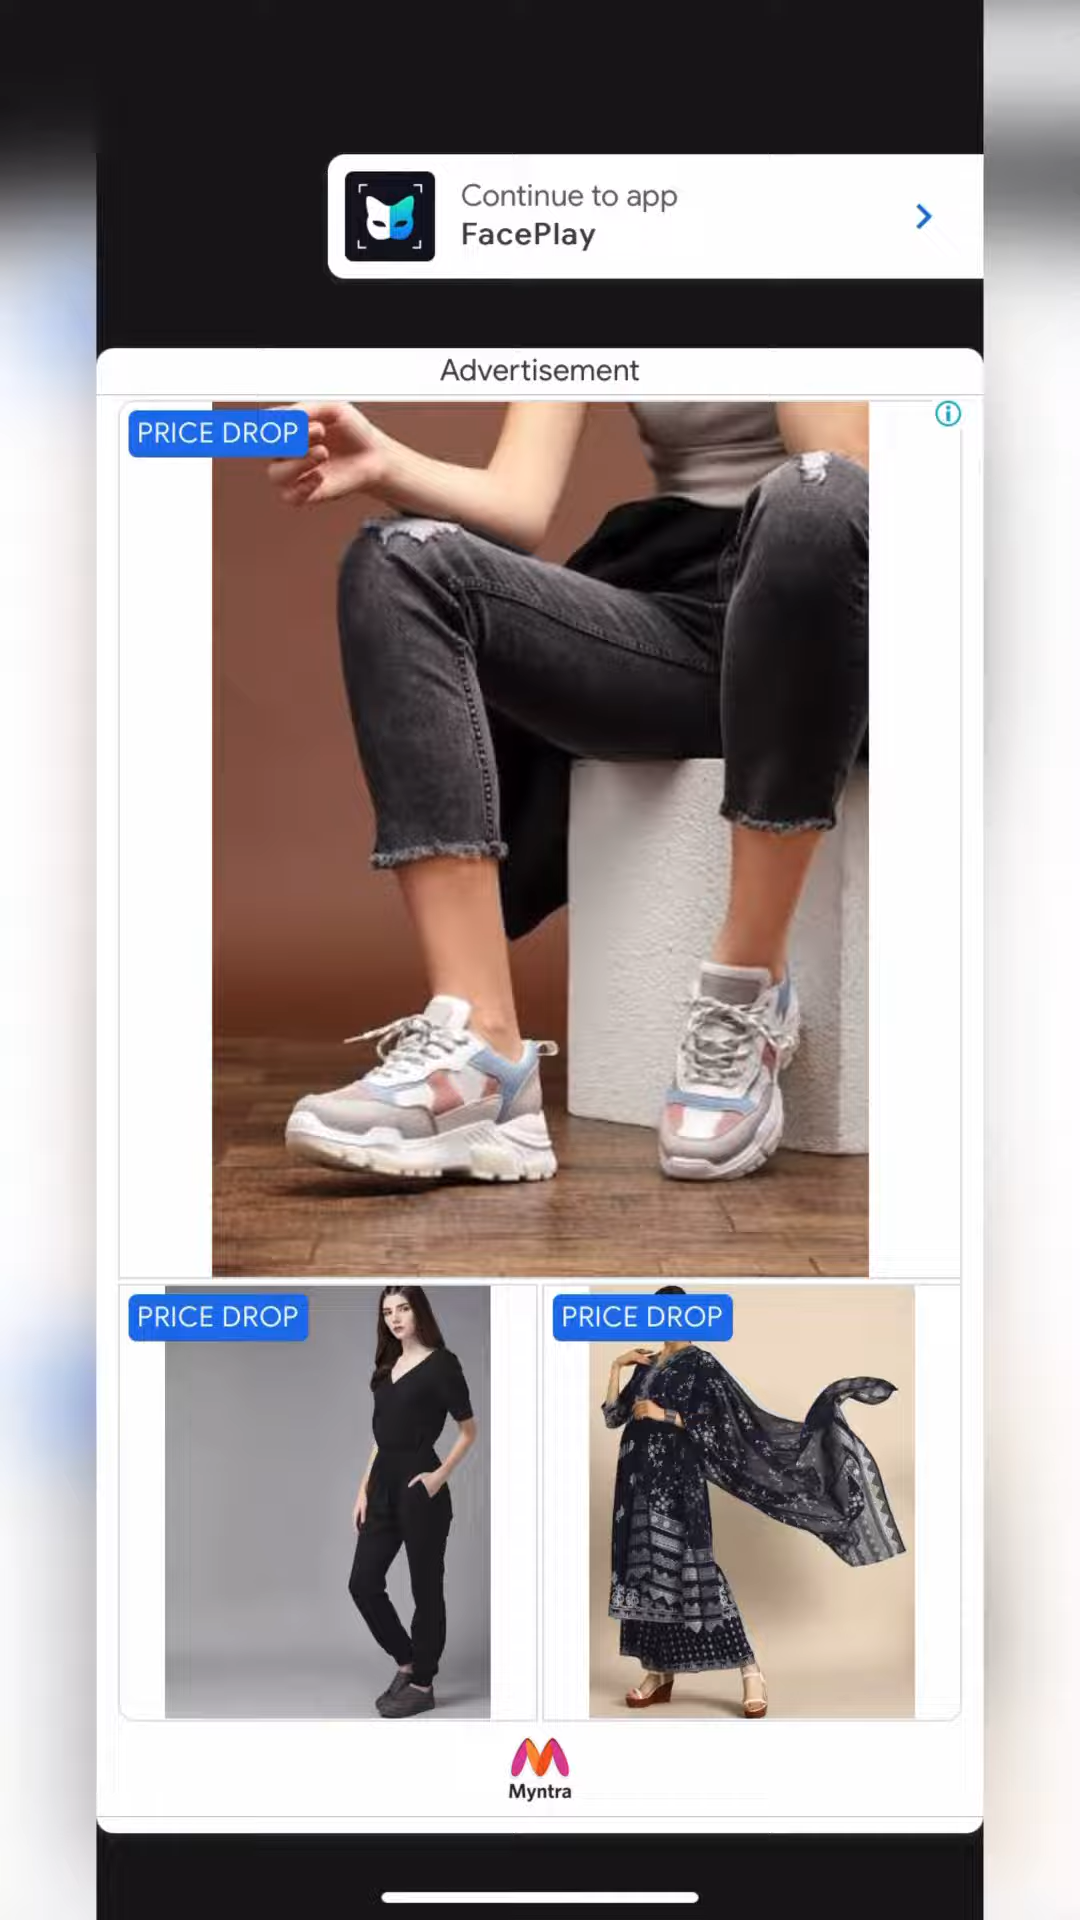 Continue to app
FacePlay
Advertisement
PRICE DROP
PRICE DROP
PRICE DROP
Myntra